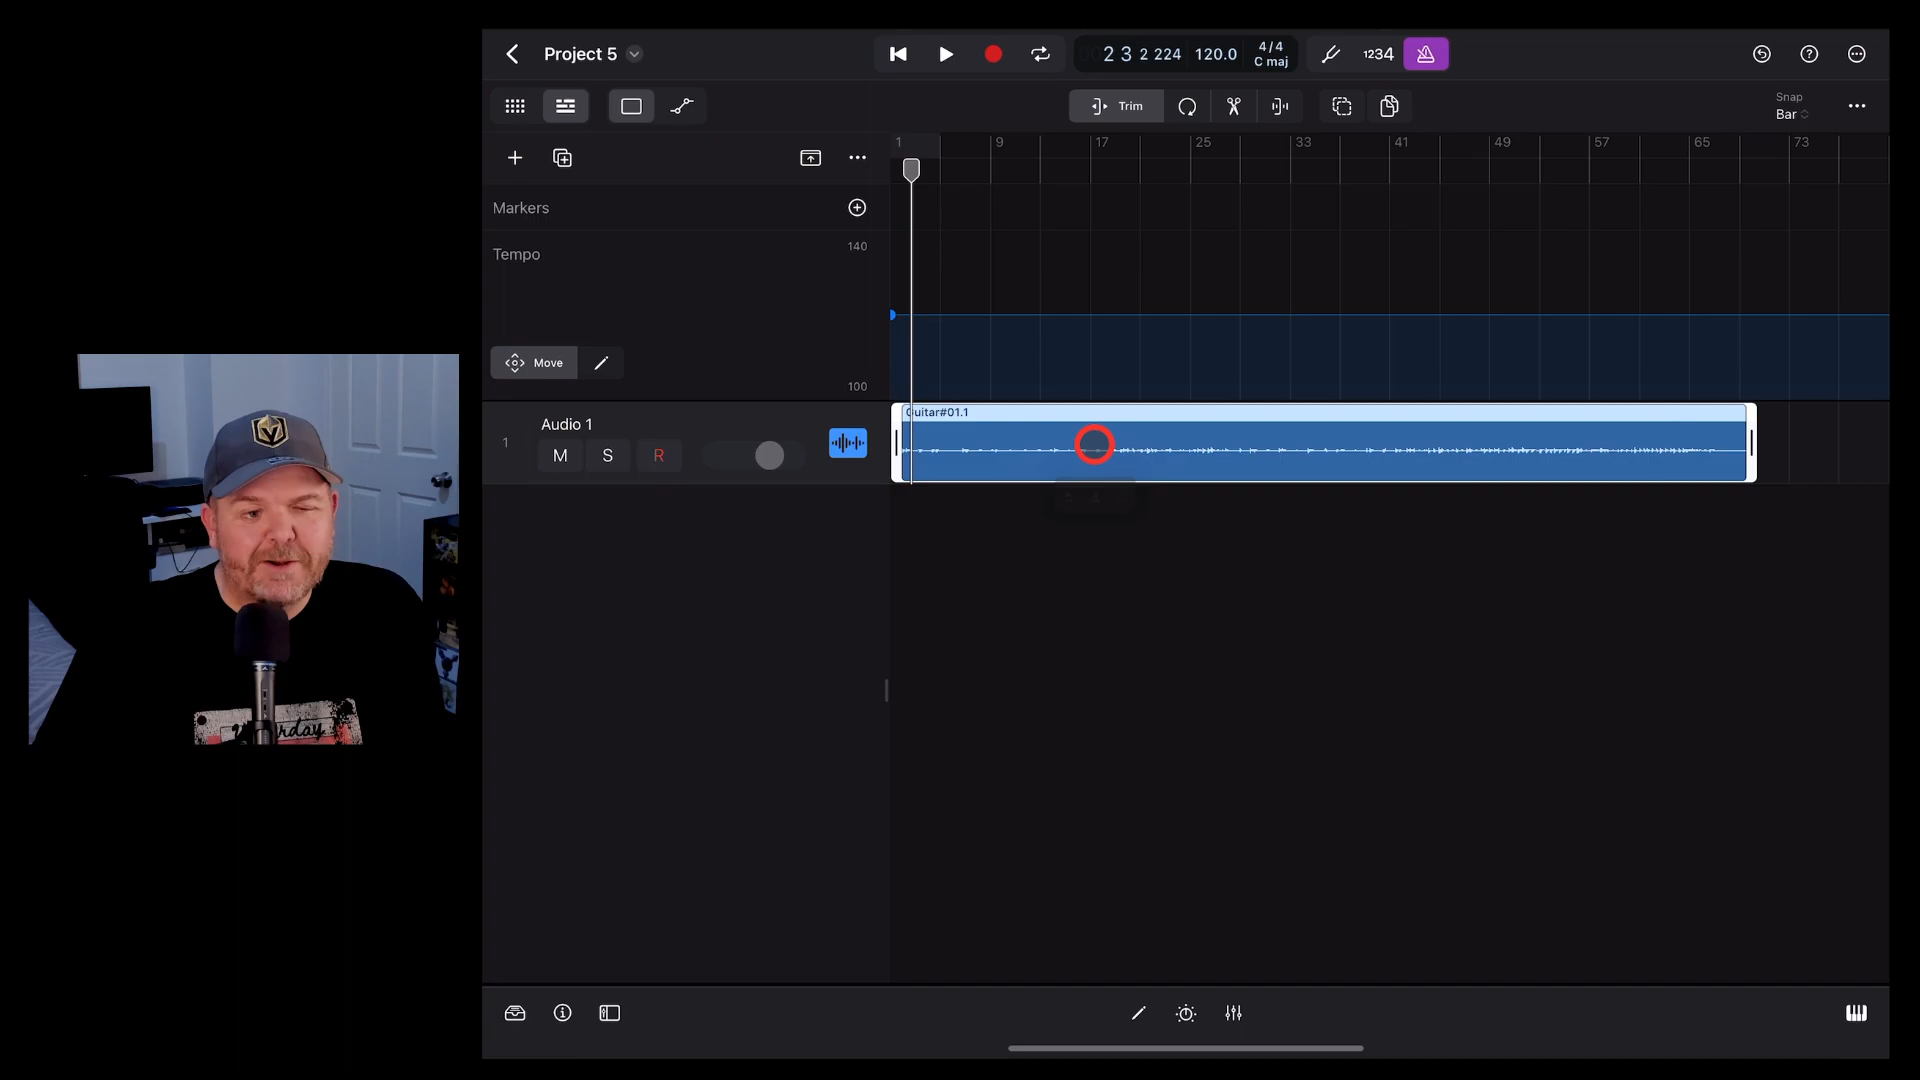 Project 5
2 3 2 224 120.0 4/4 C maj
1234
Trim
Snap
Bar
1 9 17 25 33 41 49 57 65 73
Markers
Tempo
140
Move
100
1
Audio 1
M S R
Guitar#01.1